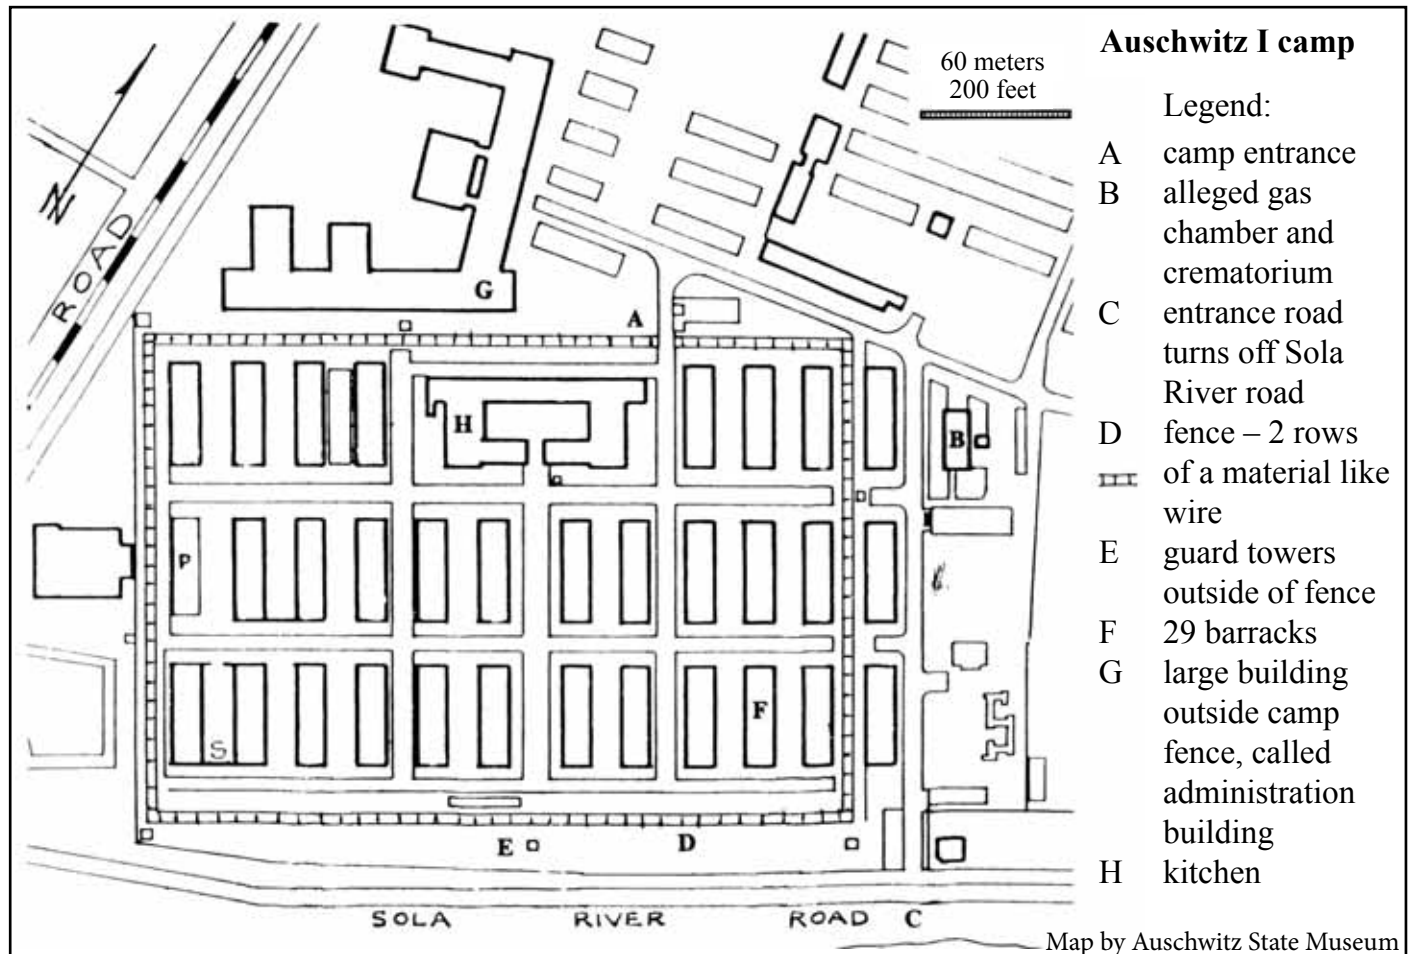 Auschwitz I camp
60 meters
200 feet
Legend:
A camp entrance
B alleged gas
chamber and
crematorium
C entrance road
turns off Sola
River road
D fence – 2 rows
of a material like
wire
E guard towers
outside of fence
F 29 barracks
G large building
outside camp
fence, called
administration
building
H kitchen
N
ROAD
G
A
H
B
P
F
S
E
D
SOLA RIVER ROAD C
Map by Auschwitz State Museum